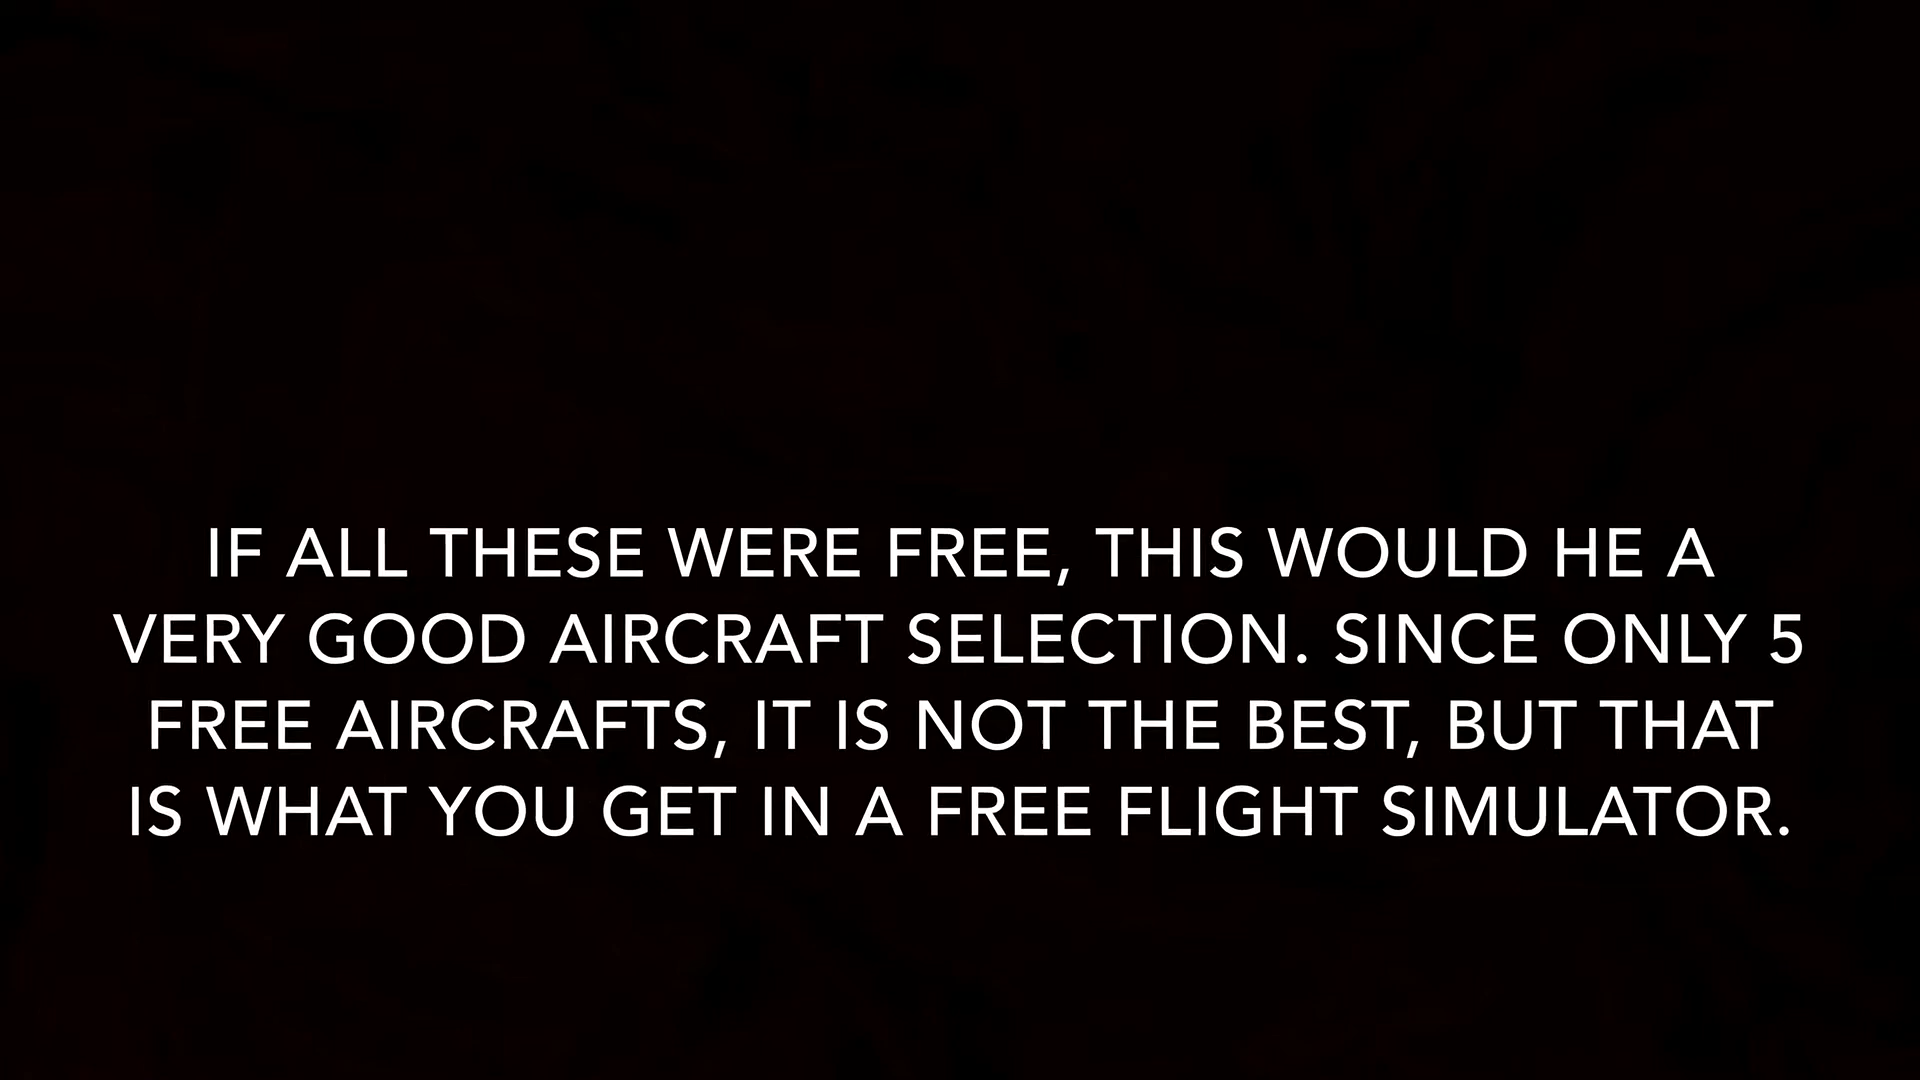 IF ALL THESE WERE FREE, THIS WOULD HE A
VERY GOOD AIRCRAFT SELECTION. SINCE ONLY 5
FREE AIRCRAFTS, IT IS NOT THE BEST, BUT THAT
IS WHAT YOU GET IN A FREE FLIGHT SIMULATOR.